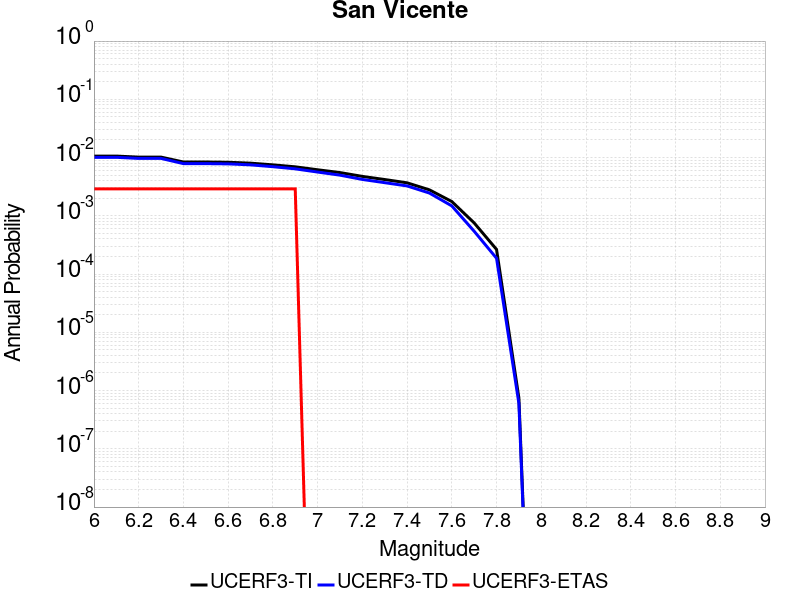 San Vicente
10^0
10^-1
10^-2
10^-3
10^-4
10^-5
10^-6
10^-7
10^-8
Annual Probability
6 6.2 6.4 6.6 6.8 7 7.2 7.4 7.6 7.8 8 8.2 8.4 8.6 8.8 9
Magnitude
UCERF3-TI UCERF3-TD UCERF3-ETAS